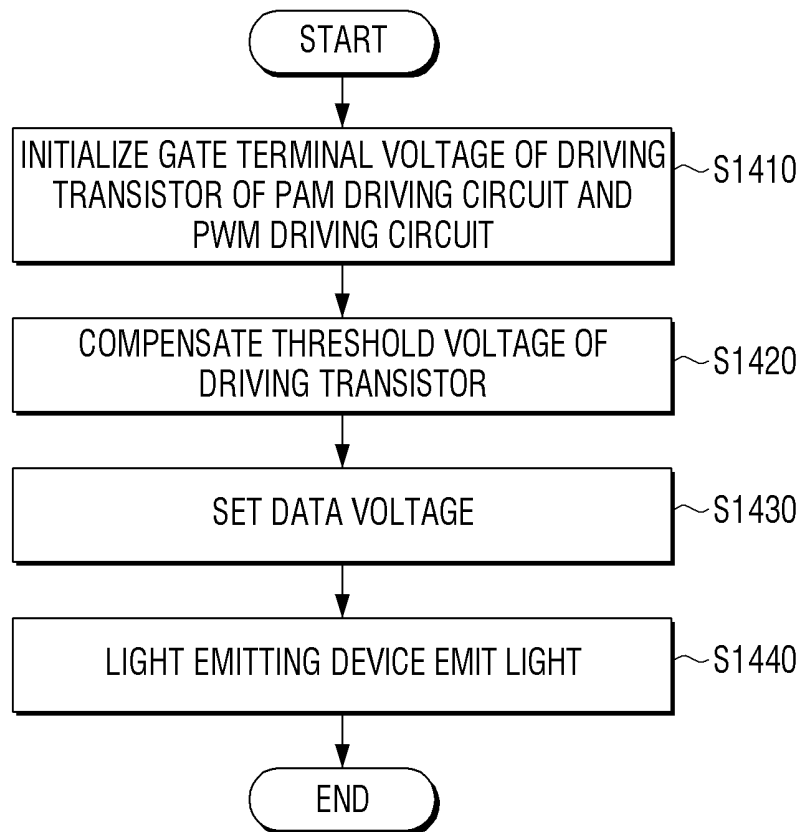 START
INITIALIZE GATE TERMINAL VOLTAGE OF DRIVING
TRANSISTOR OF PAM DRIVING CIRCUIT AND
PWM DRIVING CIRCUIT
S1410
COMPENSATE THRESHOLD VOLTAGE OF
DRIVING TRANSISTOR
S1420
SET DATA VOLTAGE
S1430
LIGHT EMITTING DEVICE EMIT LIGHT
S1440
END